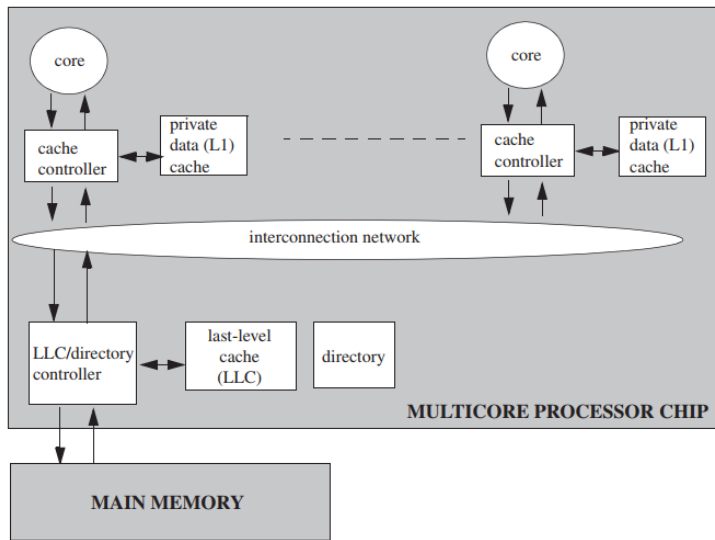 core
core
cache
controller
private
data (L1)
cache
cache
controller
private
data (L1)
cache
interconnection network
LLC/directory
controller
last-level
cache
(LLC)
directory
MULTICORE PROCESSOR CHIP
MAIN MEMORY